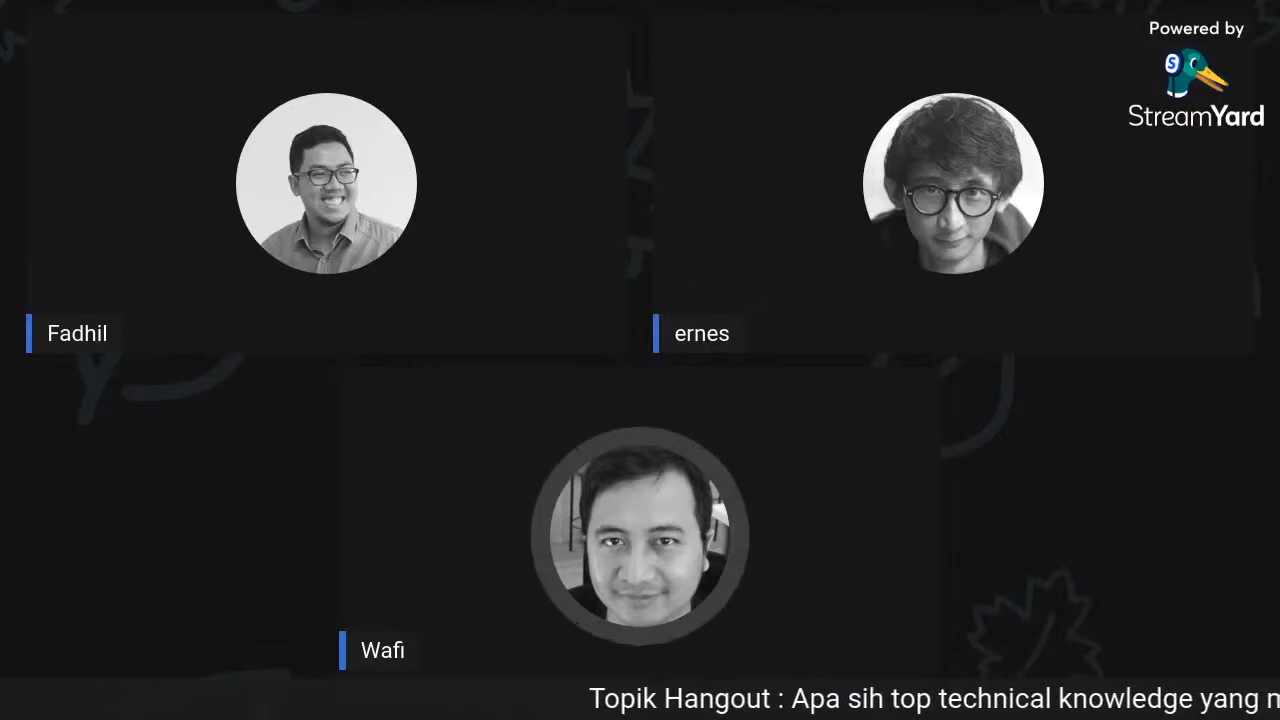 Powered by
StreamYard
Fadhil
ernes
Wafi
Topik Hangout : Apa sih top technical knowledge yang